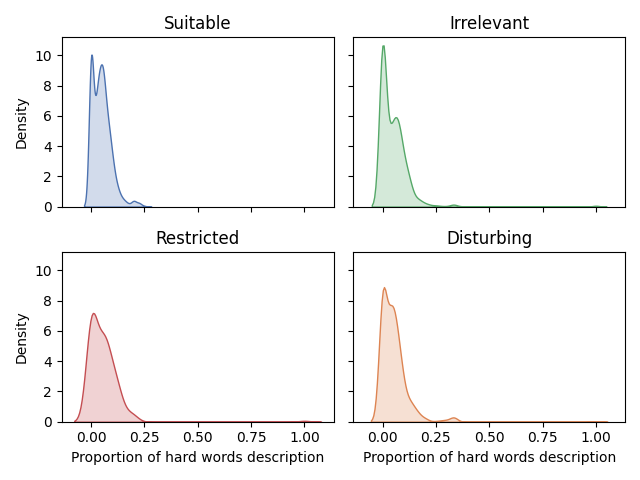 Suitable
Irrelevant
10
8
6
4
2
0
Density
Restricted
Disturbing
10
8
6
4
2
0
Density
0.00 0.25 0.50 0.75 1.00
0.00 0.25 0.50 0.75 1.00
Proportion of hard words description
Proportion of hard words description